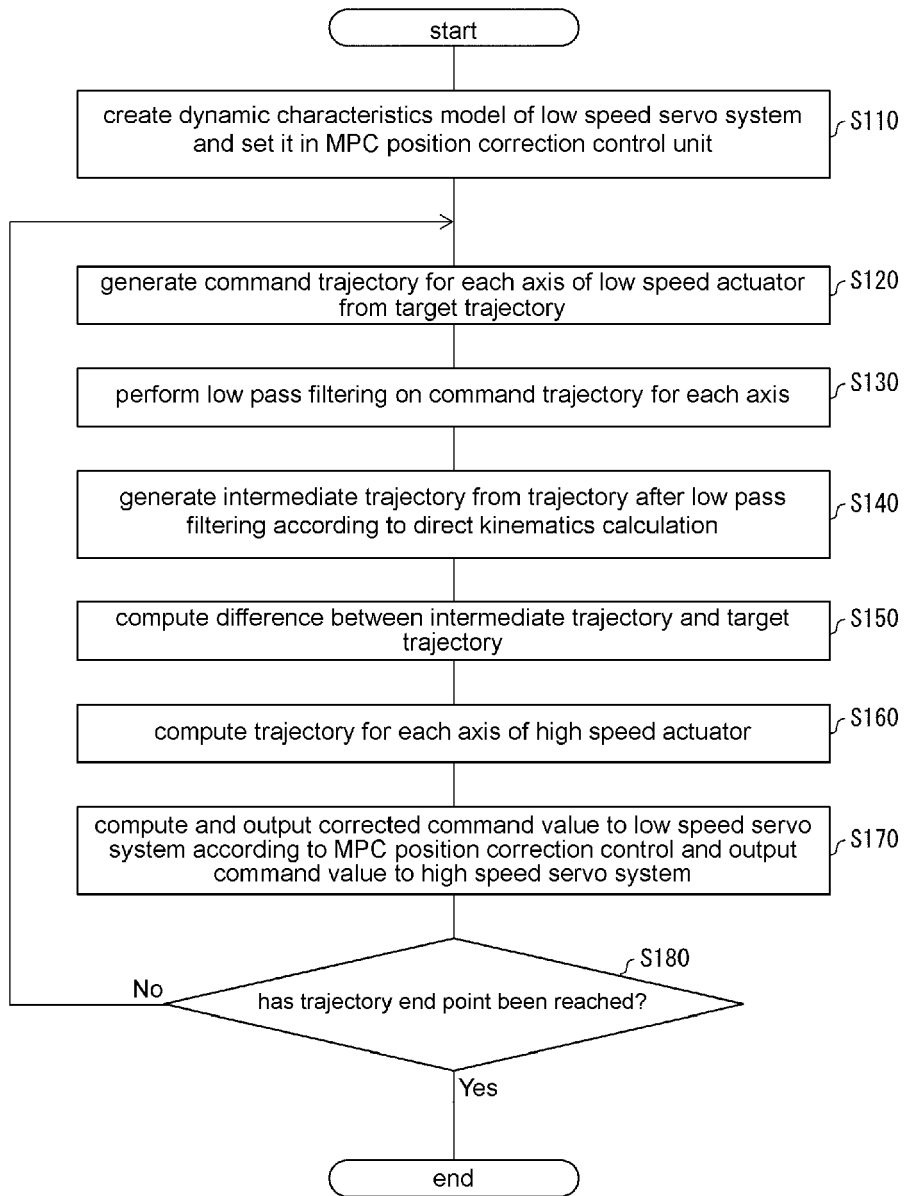 start
create dynamic characteristics model of low speed servo system
and set it in MPC position correction control unit
S110
generate command trajectory for each axis of low speed actuator
from target trajectory
S120
perform low pass filtering on command trajectory for each axis
S130
generate intermediate trajectory from trajectory after low pass
filtering according to direct kinematics calculation
S140
compute difference between intermediate trajectory and target
trajectory
S150
compute trajectory for each axis of high speed actuator
S160
compute and output corrected command value to low speed servo
system according to MPC position correction control and output
command value to high speed servo system
S170
S180
No
has trajectory end point been reached?
Yes
end